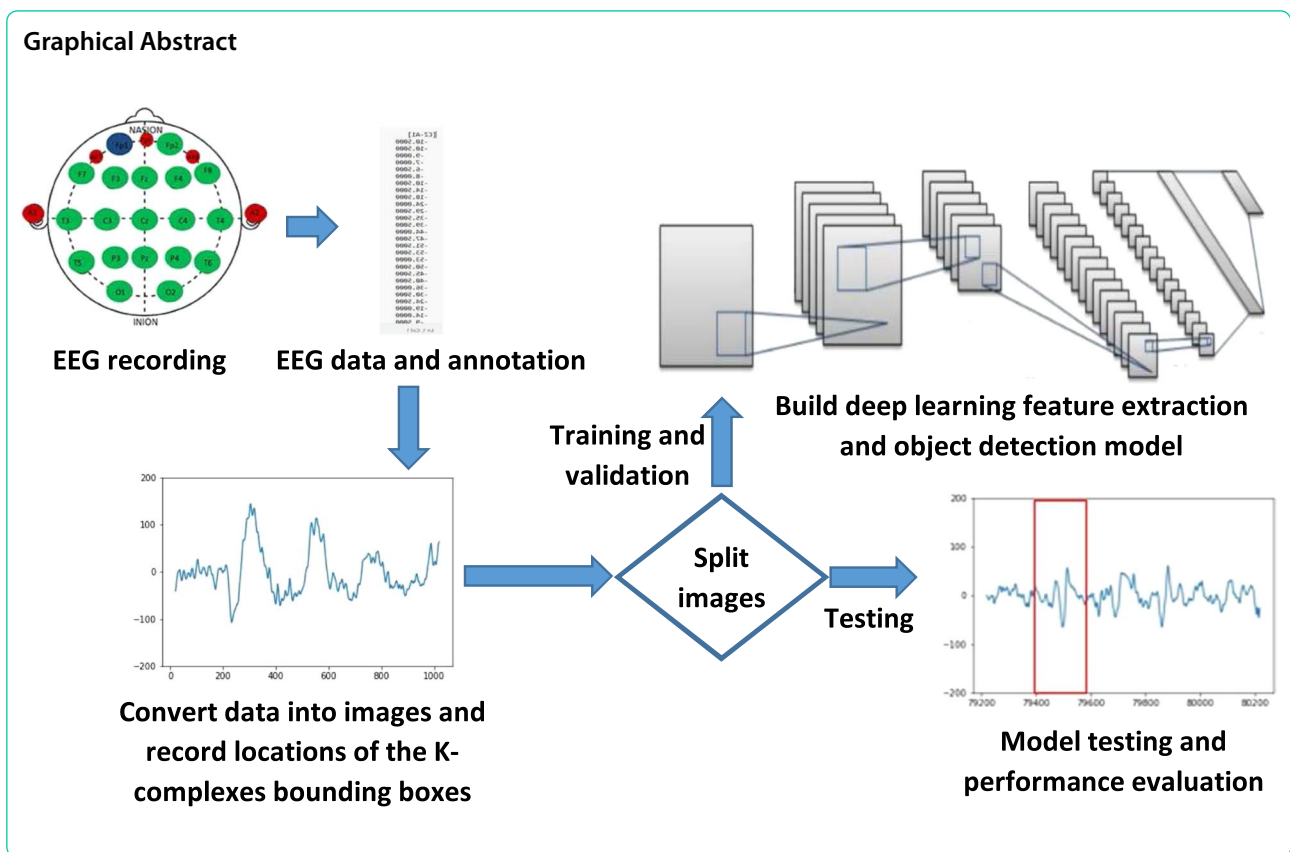 Graphical Abstract
NASION
Fp1
Fp2
F7
F3
Fz
F4
F8
A1
T3
C3
Cz
C4
T4
A2
T5
P3
Pz
P4
T6
O1
O2
INION
EEG recording
EEG data and annotation
Build deep learning feature extraction
and object detection model
Training and
validation
200
100
0
−100
−200
0
200
400
600
800
1000
Convert data into images and
record locations of the K-
complexes bounding boxes
Split
images
Testing
200
100
0
−100
−200
79200
79400
79600
79800
80000
80200
Model testing and
performance evaluation